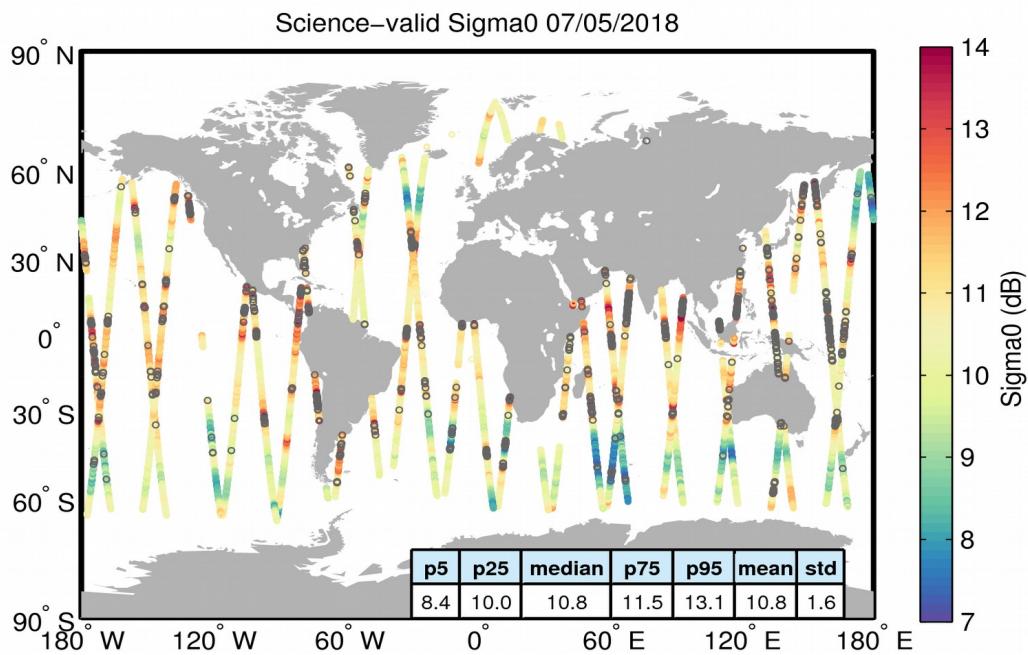 Science−valid Sigma0 07/05/2018
90° N
60° N
30° N
0°
30° S
60° S
90° S
180° W
120° W
60° W
0°
60° E
120° E
180° E
14
13
12
11
10
9
8
7
Sigma0 (dB)
p5 p25 median p75 p95 mean std
8.4 10.0 10.8 11.5 13.1 10.8 1.6